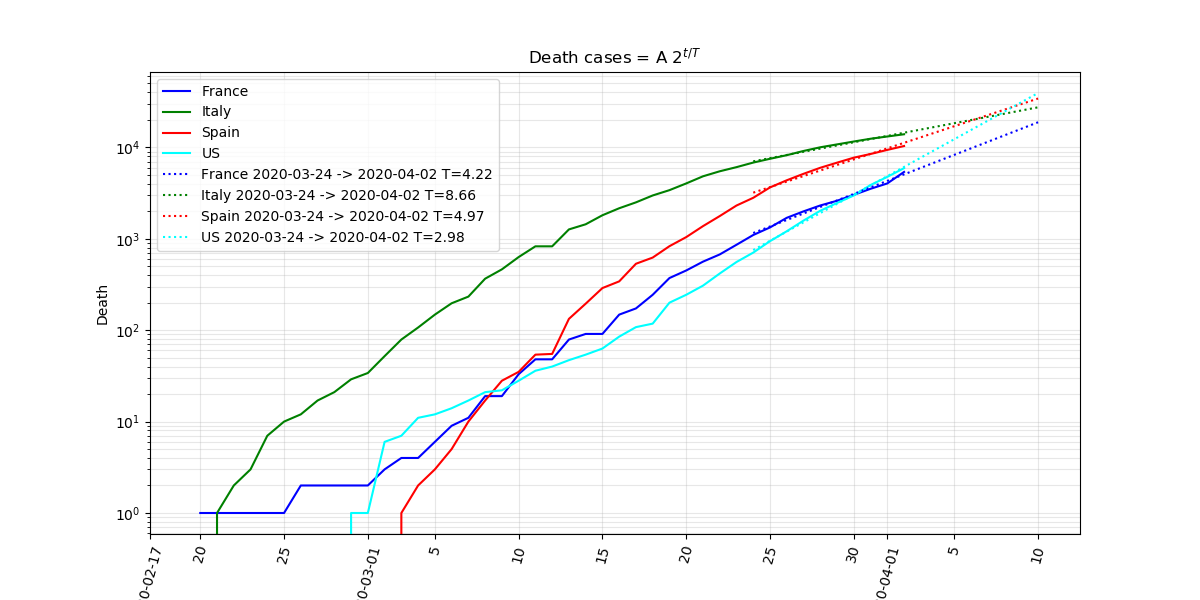 Death cases = A 2^{t/T}
France
Italy
Spain
US
France 2020-03-24 -> 2020-04-02 T=4.22
Italy 2020-03-24 -> 2020-04-02 T=8.66
Spain 2020-03-24 -> 2020-04-02 T=4.97
US 2020-03-24 -> 2020-04-02 T=2.98
Death
10^4
10^3
10^2
10^1
10^0
0-02-17 20 25 0-03-01 5 10 15 20 25 30 0-04-01 5 10